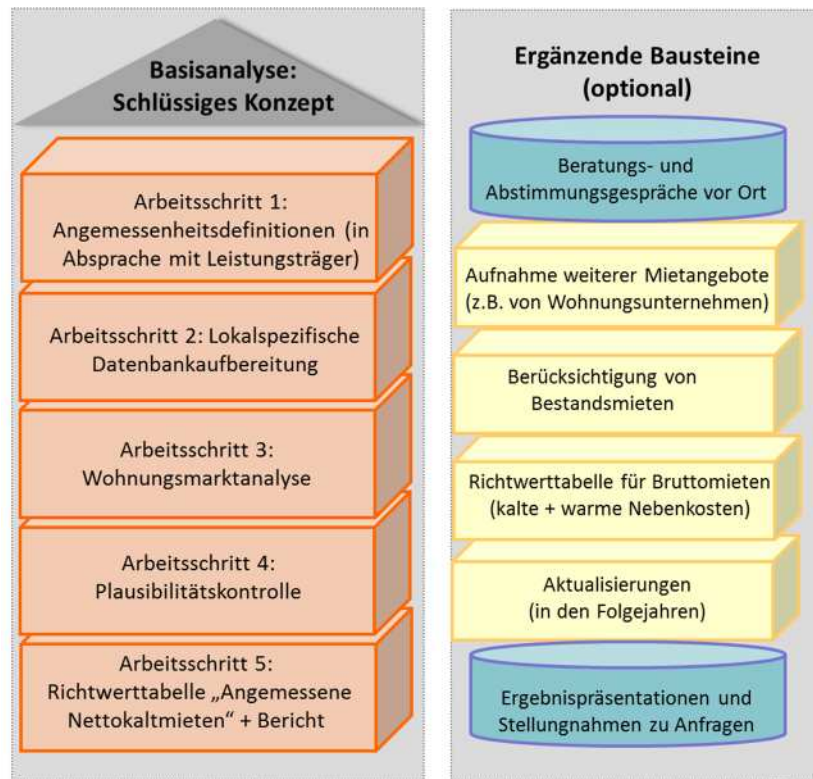 Basisanalyse:
Schlüssiges Konzept
Arbeitsschritt 1:
Angemessenheitsdefinitionen (in
Absprache mit Leistungsträger)
Arbeitsschritt 2: Lokalspezifische
Datenbankaufbereitung
Arbeitsschritt 3:
Wohnungsmarktanalyse
Arbeitsschritt 4:
Plausibilitätskontrolle
Arbeitsschritt 5:
Richtwerttabelle „Angemessene
Nettokaltmieten“ + Bericht
Ergänzende Bausteine
(optional)
Beratungs- und
Abstimmungsgespräche vor Ort
Aufnahme weiterer Mietangebote
(z.B. von Wohnungsunternehmen)
Berücksichtigung von
Bestandsmieten
Richtwerttabelle für Bruttomieten
(kalte + warme Nebenkosten)
Aktualisierungen
(in den Folgejahren)
Ergebnispräsentationen und
Stellungnahmen zu Anfragen